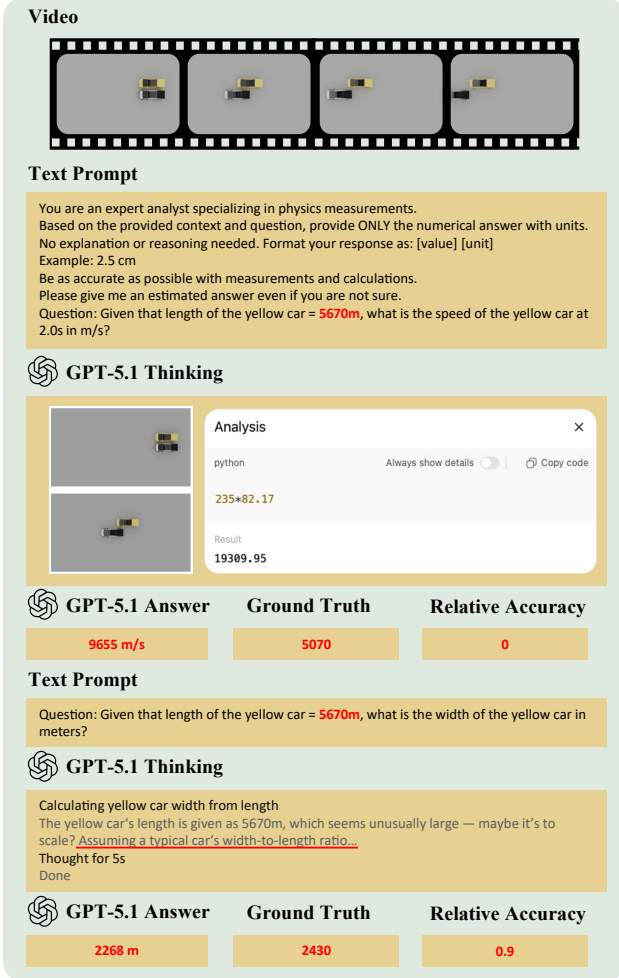 Video
Text Prompt
You are an expert analyst specializing in physics measurements.
Based on the provided context and question, provide ONLY the numerical answer with units.
No explanation or reasoning needed. Format your response as: [value] [unit]
Example: 2.5 cm
Be as accurate as possible with measurements and calculations.
Please give me an estimated answer even if you are not sure.
Question: Given that length of the yellow car = 5670m, what is the speed of the yellow car at
2.0s in m/s?
GPT-5.1 Thinking
Analysis ×
python Always show details Copy code
235*82.17
Result
19309.95
GPT-5.1 Answer Ground Truth Relative Accuracy
9655 m/s 5070 0
Text Prompt
Question: Given that length of the yellow car = 5670m, what is the width of the yellow car in
meters?
GPT-5.1 Thinking
Calculating yellow car width from length
The yellow car’s length is given as 5670m, which seems unusually large — maybe it’s to
scale? Assuming a typical car’s width-to-length ratio…
Thought for 5s
Done
GPT-5.1 Answer Ground Truth Relative Accuracy
2268 m 2430 0.9